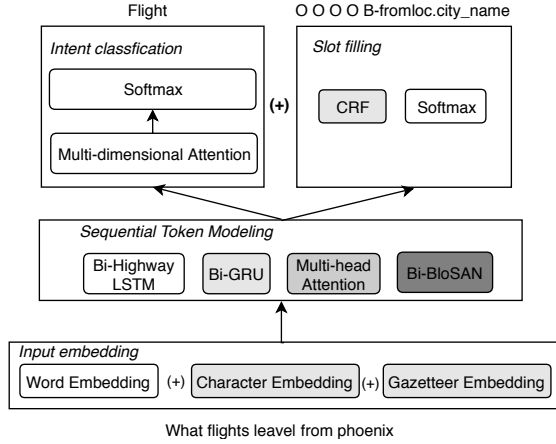 Flight
O O O O B-fromloc.city_name
Intent classfication
Slot filling
Softmax
(+)
CRF
Softmax
Multi-dimensional Attention
Sequential Token Modeling
Bi-Highway
LSTM
Bi-GRU
Multi-head
Attention
Bi-BloSAN
Input embedding
Word Embedding
(+)
Character Embedding
(+)
Gazetteer Embedding
What flights leavel from phoenix